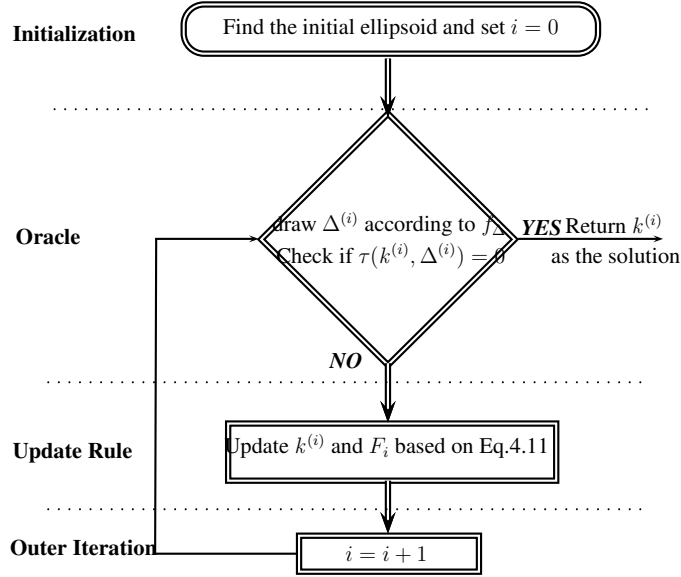 Initialization
Find the initial ellipsoid and set i = 0
Oracle
draw Δ^(i) according to f_Δ
Check if τ(k^(i), Δ^(i)) = 0
YES Return k^(i)
as the solution
NO
Update Rule
Update k^(i) and F_i based on Eq.4.11
Outer Iteration
i = i + 1